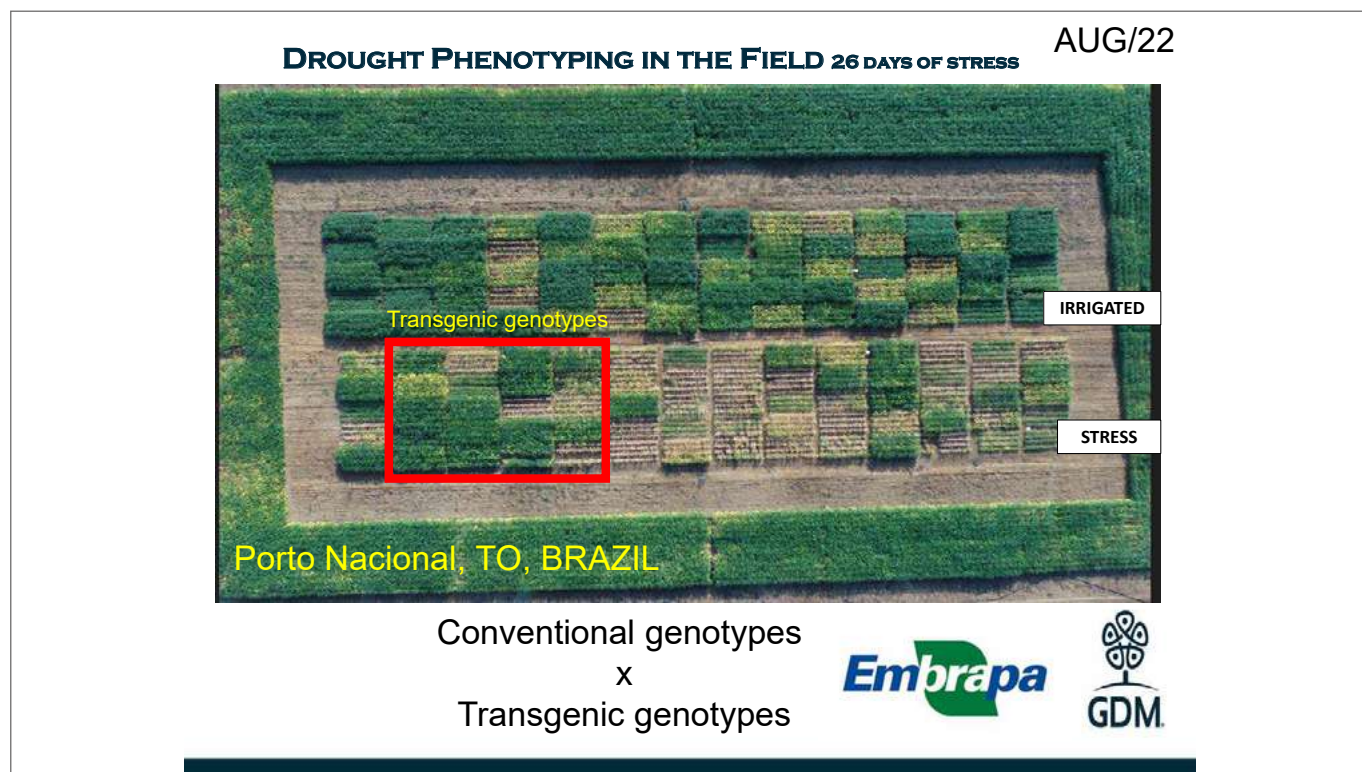 AUG/22
DROUGHT PHENOTYPING IN THE FIELD 26 DAYS OF STRESS
Transgenic genotypes
IRRIGATED
STRESS
Porto Nacional, TO, BRAZIL
Conventional genotypes
x
Transgenic genotypes
Embrapa
GDM.